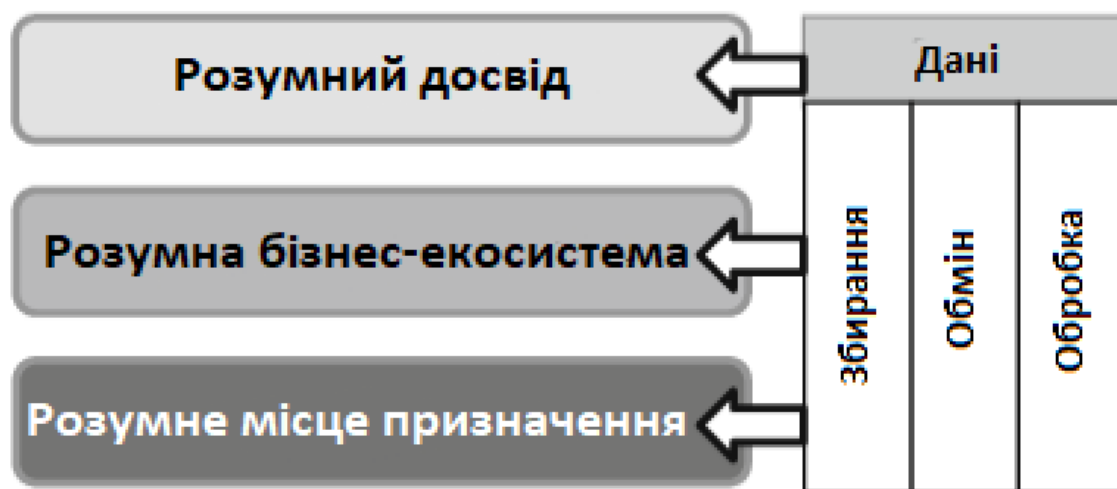 Розумний досвід
Дані
Розумна бізнес-екосистема
Розумне місце призначення
Збирання
Обмін
Обробка